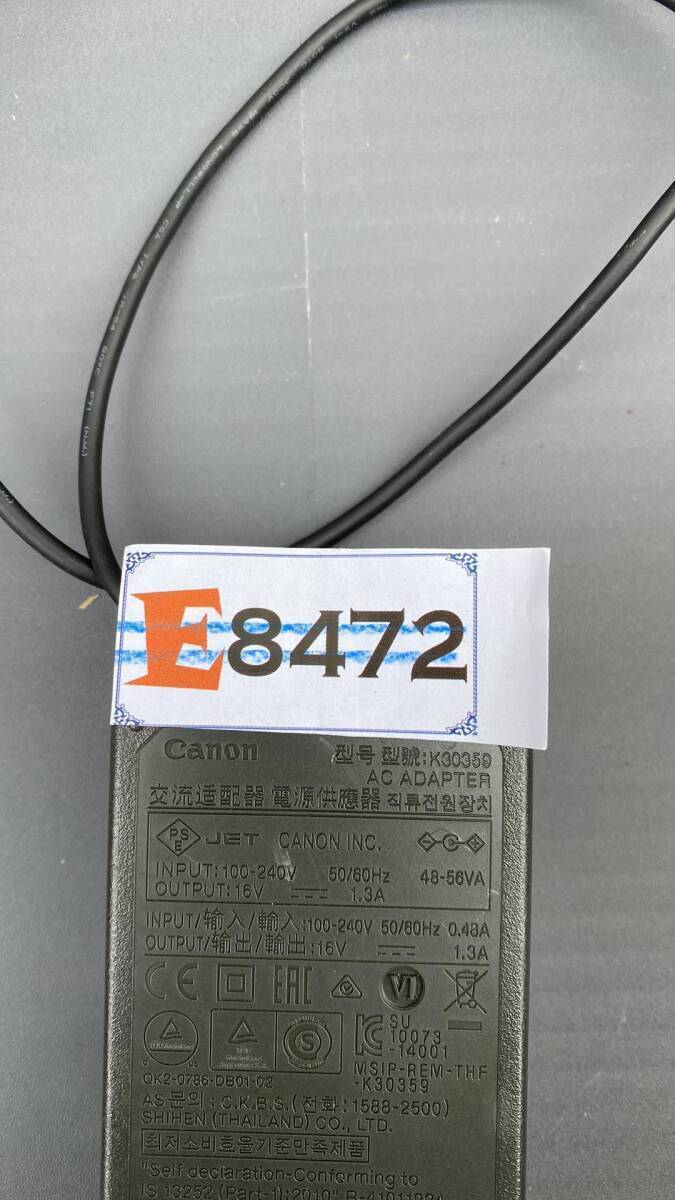 E8472
Canon 型号 型號:K30359
AC ADAPTER
交流适配器 電源供應器 직류전원장치
PSE JET CANON INC.
INPUT:100-240V 50/60Hz 48-56VA
OUTPUT:16V 1.3A
INPUT/输入/輸入:100-240V 50/60Hz 0.48A
OUTPUT/输出/輸出:16V 1.3A
CE EAC VI
SU
10073
-14001
MSIP-REM-THF
-K30359
QK2-0786-DB01-02
AS문의:C.K.B.S.(전화:1588-2500)
SHIHEN (THAILAND) CO., LTD.
최저소비효율기준만족제품
"Self declaration-Conforming to
IS 13252 (Part-1):2010"